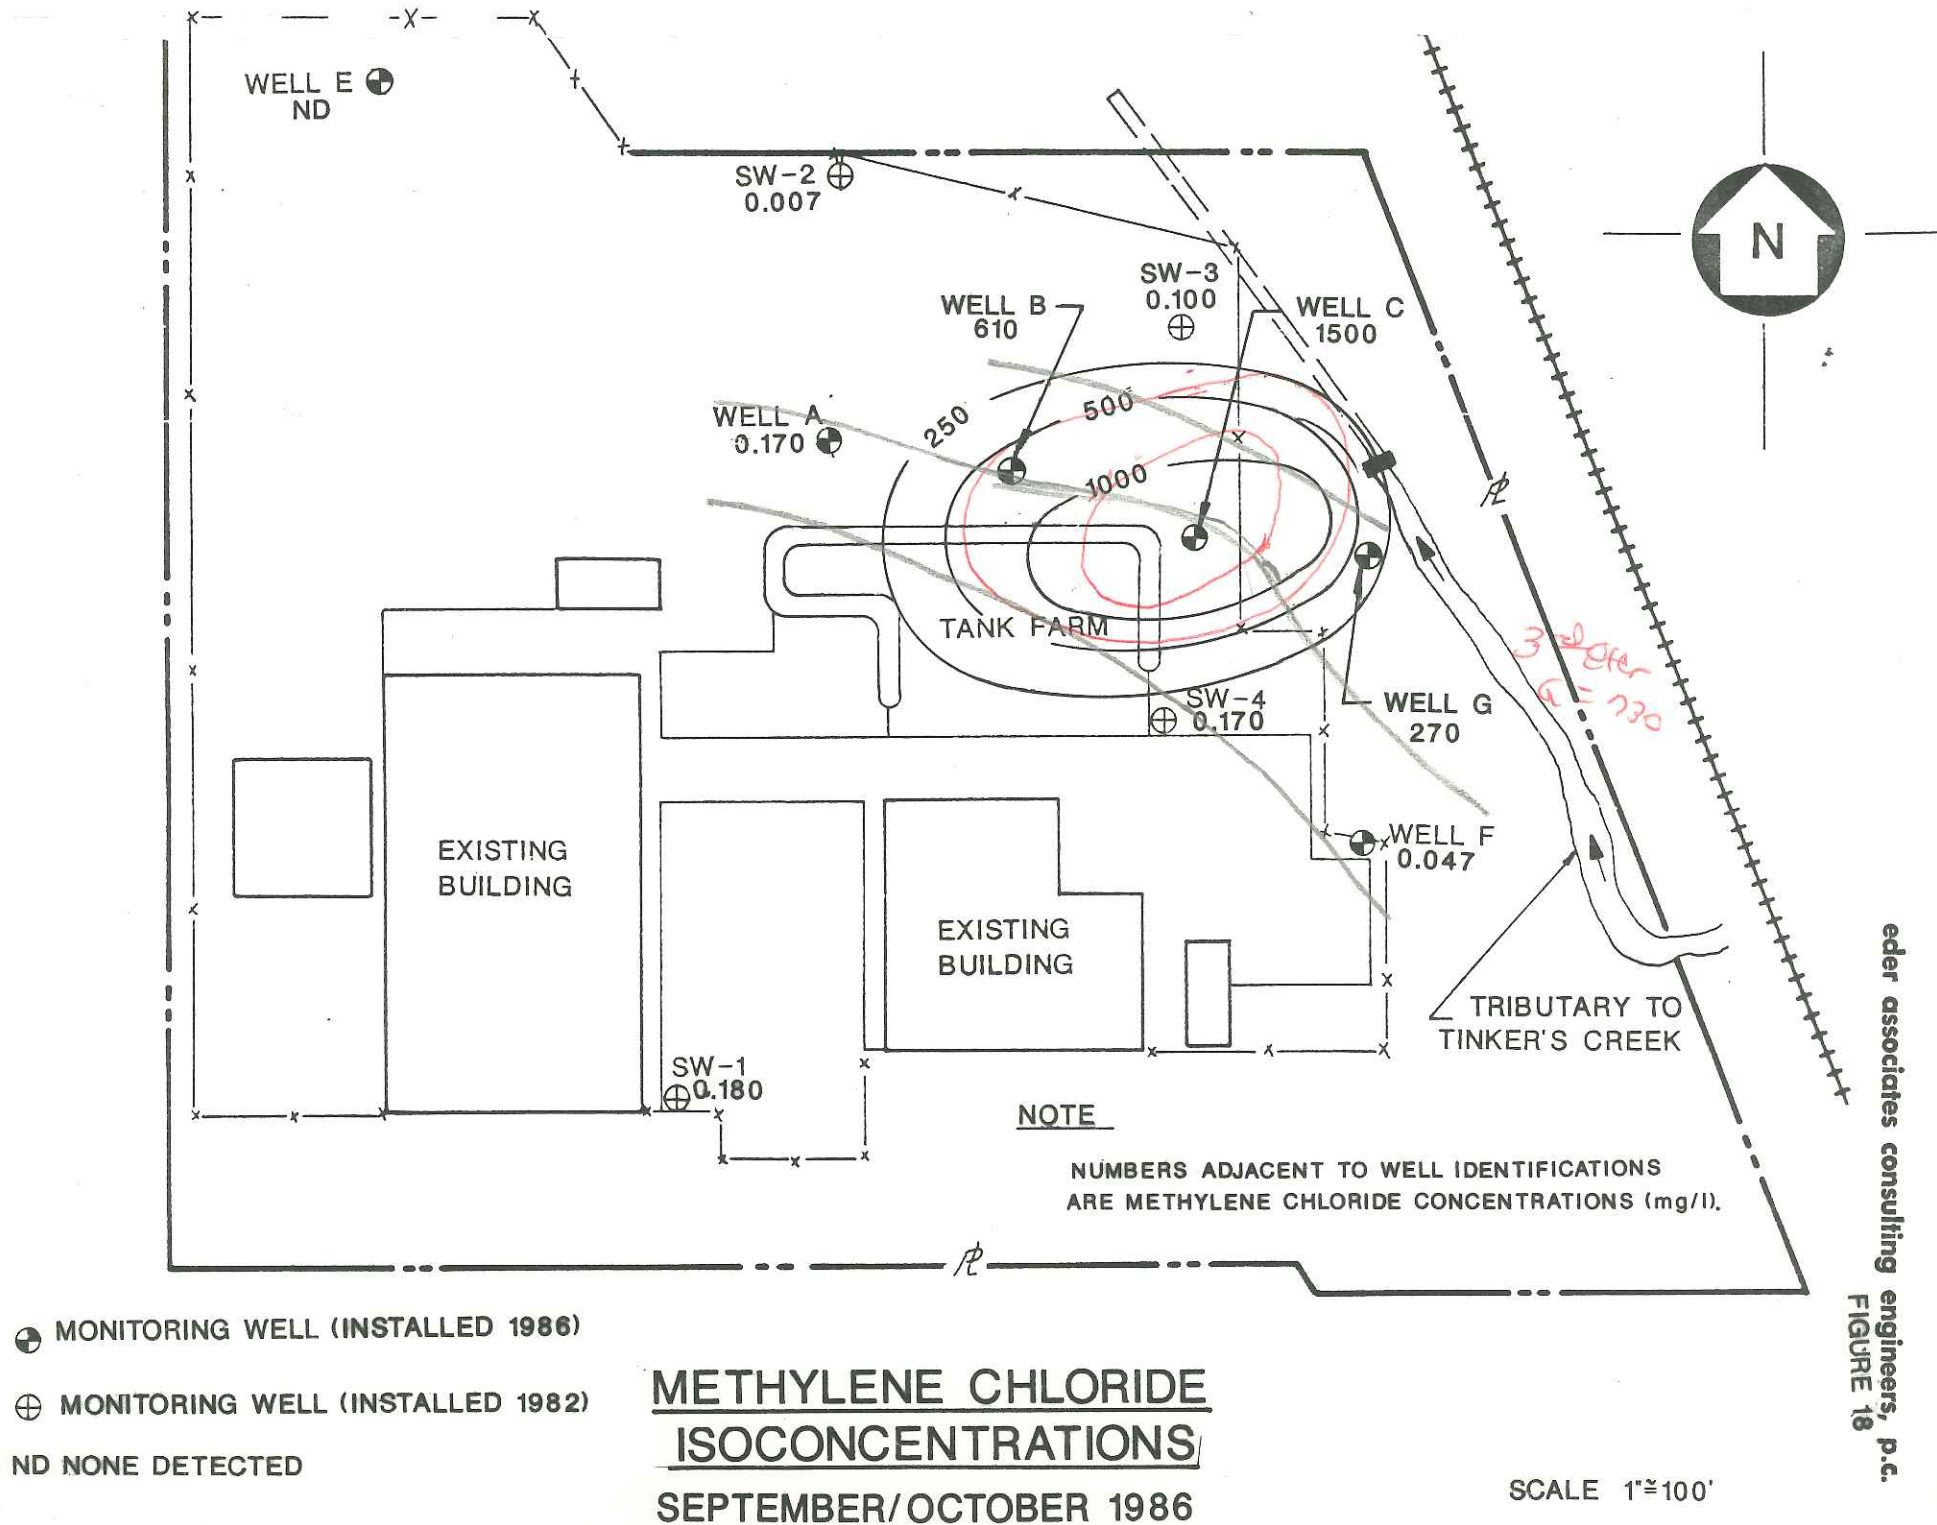 WELL E
ND
SW-2
0.007
SW-3
0.100
WELL B
610
WELL C
1500
WELL A
0.170
250
500
1000
TANK FARM
SW-4
0.170
WELL G
270
WELL F
0.047
EXISTING
BUILDING
EXISTING
BUILDING
SW-1
0.180
TRIBUTARY TO
TINKER'S CREEK
N
NOTE
NUMBERS ADJACENT TO WELL IDENTIFICATIONS
ARE METHYLENE CHLORIDE CONCENTRATIONS (mg/l).
MONITORING WELL (INSTALLED 1986)
MONITORING WELL (INSTALLED 1982)
ND NONE DETECTED
METHYLENE CHLORIDE
ISOCONCENTRATIONS
SEPTEMBER/OCTOBER 1986
SCALE 1"≅100'
eder associates consulting engineers, p.c.
FIGURE 18